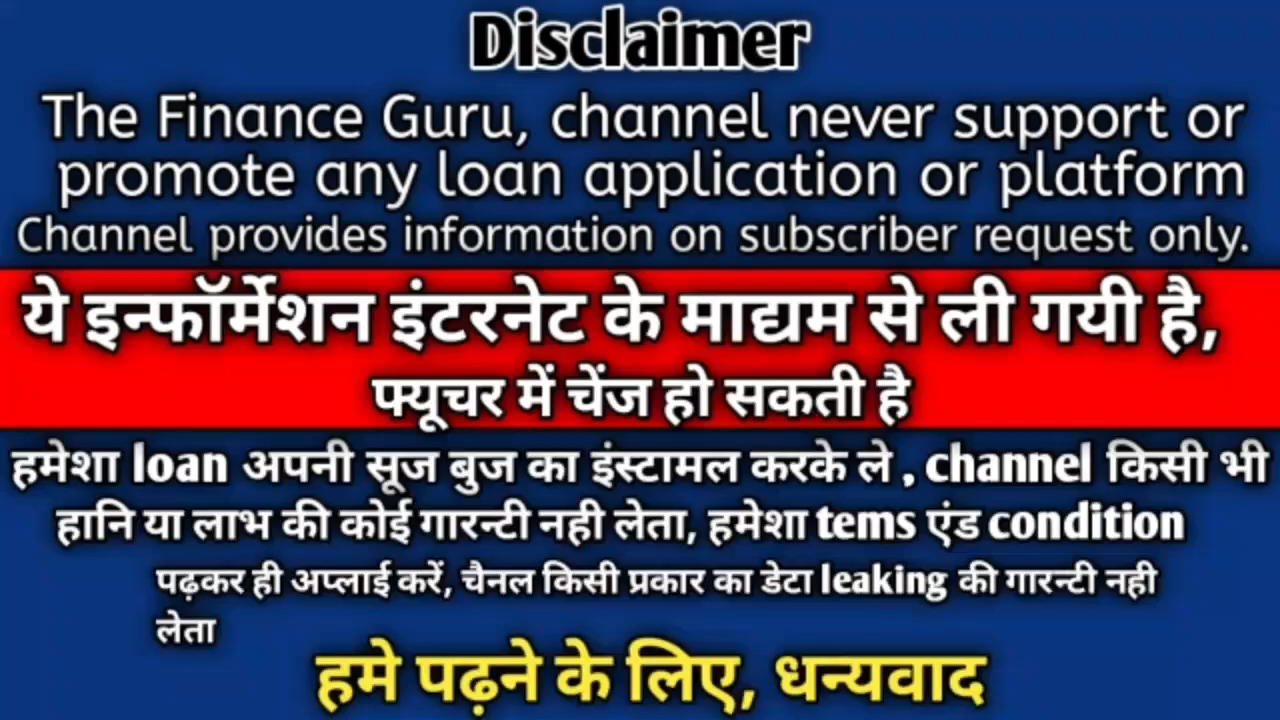 Disclaimer
The Finance Guru, channel never support or
promote any loan application or platform
Channel provides information on subscriber request only.
ये इन्फॉर्मेशन इंटरनेट के माद्यम से ली गयी है,
फ्यूचर में चेंज हो सकती है
हमेशा loan अपनी सूज बुज का इंस्टामल करके ले , channel किसी भी
हानि या लाभ की कोई गारन्टी नही लेता, हमेशा tems एंड condition
पढ़कर ही अप्लाई करें, चैनल किसी प्रकार का डेटा leaking की गारन्टी नही
लेता
हमे पढ़ने के लिए, धन्यवाद